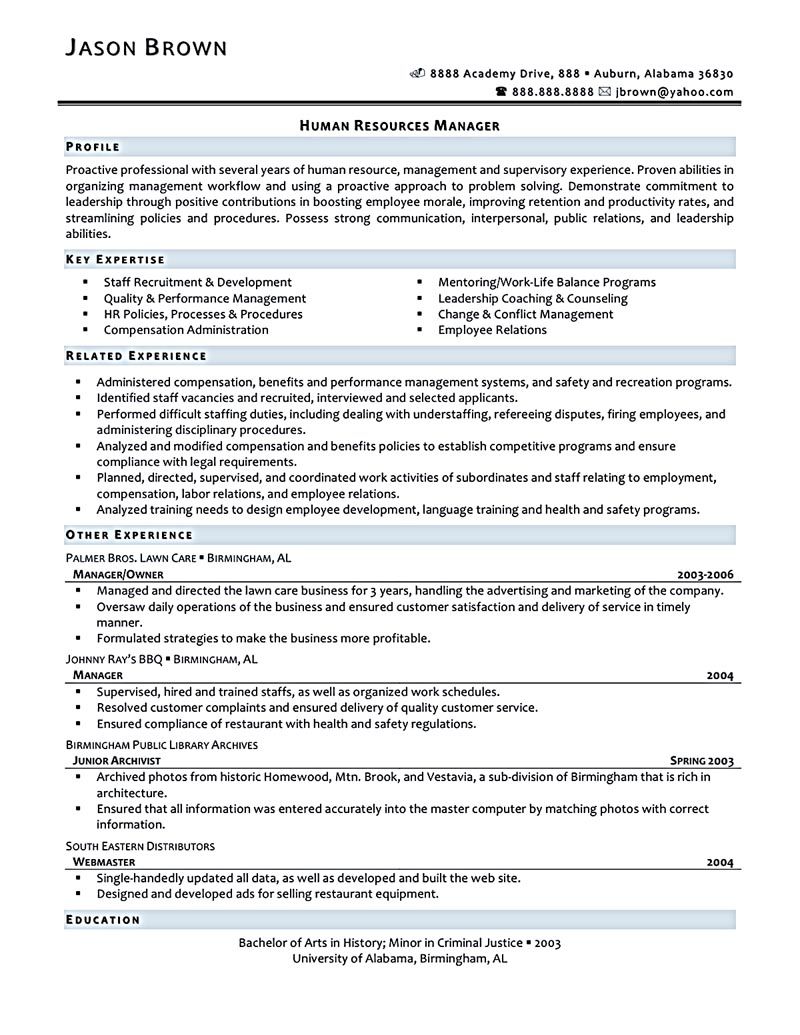 JASON BROWN
8888 Academy Drive, 888 ▪ Auburn, Alabama 36830
888.888.8888 jbrown@yahoo.com
HUMAN RESOURCES MANAGER
PROFILE
Proactive professional with several years of human resource, management and supervisory experience. Proven abilities in
organizing management workflow and using a proactive approach to problem solving. Demonstrate commitment to
leadership through positive contributions in boosting employee morale, improving retention and productivity rates, and
streamlining policies and procedures. Possess strong communication, interpersonal, public relations, and leadership
abilities.
KEY EXPERTISE
▪ Staff Recruitment & Development
▪ Quality & Performance Management
▪ HR Policies, Processes & Procedures
▪ Compensation Administration
▪ Mentoring/Work-Life Balance Programs
▪ Leadership Coaching & Counseling
▪ Change & Conflict Management
▪ Employee Relations
RELATED EXPERIENCE
▪ Administered compensation, benefits and performance management systems, and safety and recreation programs.
▪ Identified staff vacancies and recruited, interviewed and selected applicants.
▪ Performed difficult staffing duties, including dealing with understaffing, refereeing disputes, firing employees, and
administering disciplinary procedures.
▪ Analyzed and modified compensation and benefits policies to establish competitive programs and ensure
compliance with legal requirements.
▪ Planned, directed, supervised, and coordinated work activities of subordinates and staff relating to employment,
compensation, labor relations, and employee relations.
▪ Analyzed training needs to design employee development, language training and health and safety programs.
OTHER EXPERIENCE
PALMER BROS. LAWN CARE ▪ BIRMINGHAM, AL
MANAGER/OWNER 2003-2006
▪ Managed and directed the lawn care business for 3 years, handling the advertising and marketing of the company.
▪ Oversaw daily operations of the business and ensured customer satisfaction and delivery of service in timely
manner.
▪ Formulated strategies to make the business more profitable.
JOHNNY RAY'S BBQ ▪ BIRMINGHAM, AL
MANAGER 2004
▪ Supervised, hired and trained staffs, as well as organized work schedules.
▪ Resolved customer complaints and ensured delivery of quality customer service.
▪ Ensured compliance of restaurant with health and safety regulations.
BIRMINGHAM PUBLIC LIBRARY ARCHIVES
JUNIOR ARCHIVIST SPRING 2003
▪ Archived photos from historic Homewood, Mtn. Brook, and Vestavia, a sub-division of Birmingham that is rich in
architecture.
▪ Ensured that all information was entered accurately into the master computer by matching photos with correct
information.
SOUTH EASTERN DISTRIBUTORS
WEBMASTER 2004
▪ Single-handedly updated all data, as well as developed and built the web site.
▪ Designed and developed ads for selling restaurant equipment.
EDUCATION
Bachelor of Arts in History; Minor in Criminal Justice ▪ 2003
University of Alabama, Birmingham, AL